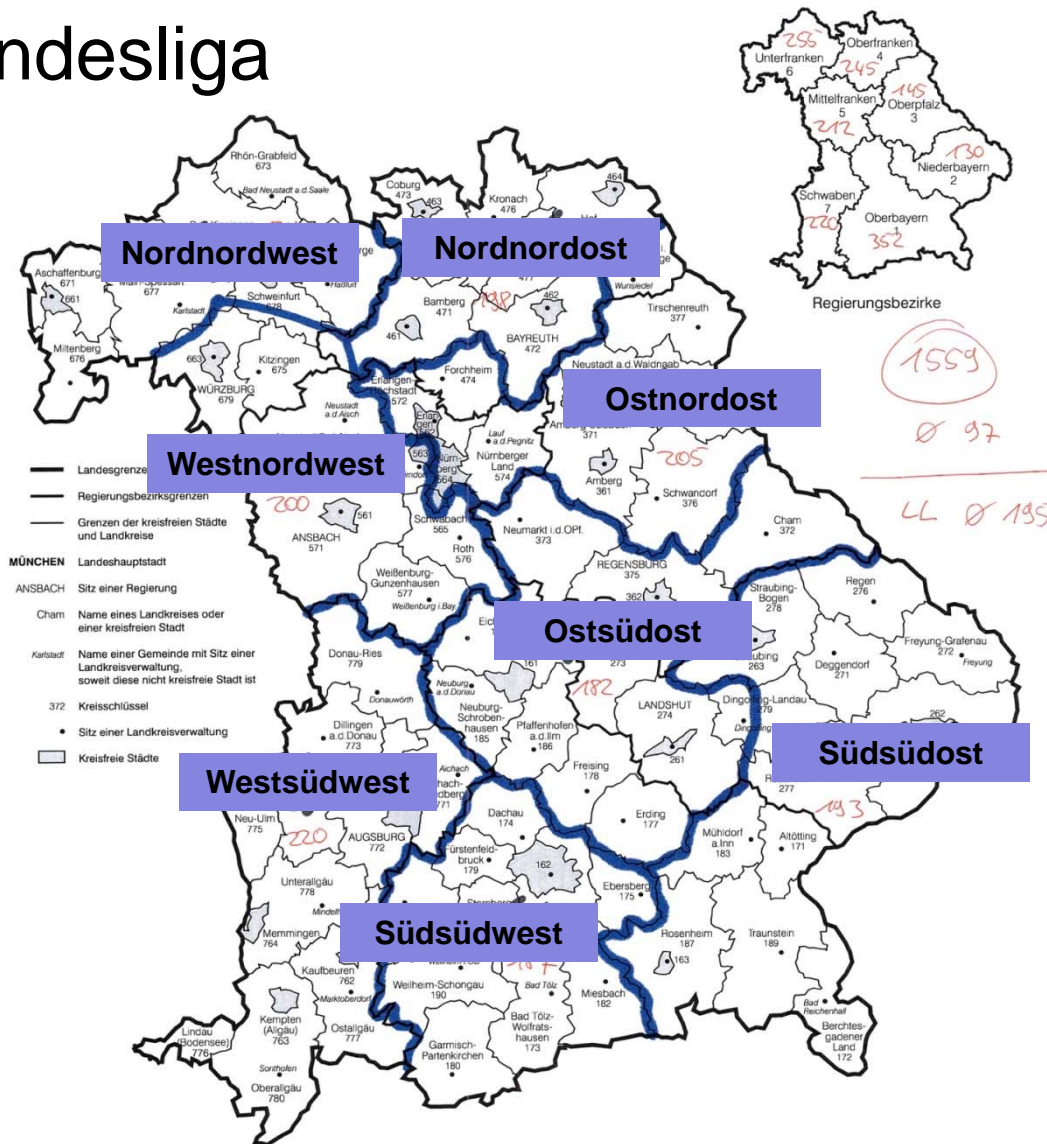 ndesliga
255
Unterfranken
6
Oberfranken
4
245
145
Oberpfalz
3
Mittelfranken
5
212
130
Niederbayern
2
Schwaben
7
220
Oberbayern
352
Regierungsbezirke
1559
Ø 97
LL Ø 195
Rhön-Grabfeld
673
Bad Neustadt a.d.Saale
Coburg
473
463
Kronach
476
464
Nordnordwest
Nordnordost
Aschaffenburg
671
661
Main-Spessart
677
Karlstadt
Schweinfurt
678
Haßfurt
Bamberg
471
461
198
462
BAYREUTH
472
477
Wunsiedel
Tirschenreuth
377
Miltenberg
676
663
WÜRZBURG
679
Kitzingen
675
Forchheim
474
Neustadt a.d.Waldnaab
Erlangen-
Höchstadt
572
Neustadt
a.d.Aisch
Ostnordost
371
Amberg
361
205
Schwandorf
376
Lauf
a.d.Pegnitz
Nürnberger
Land
574
Westnordwest
563
564
200
561
ANSBACH
571
Schwabach
565
Roth
576
Neumarkt i.d.OPf.
373
Cham
372
Weißenburg-
Gunzenhausen
577
Weißenburg i.Bay.
REGENSBURG
375
362
Straubing-
Bogen
278
Regen
276
Landesgrenze
Regierungsbezirksgrenzen
Grenzen der kreisfreien Städte
und Landkreise
MÜNCHEN Landeshauptstadt
ANSBACH Sitz einer Regierung
Cham Name eines Landkreises oder
einer kreisfreien Stadt
Karlstadt Name einer Gemeinde mit Sitz einer
Landkreisverwaltung,
soweit diese nicht kreisfreie Stadt ist
372 Kreisschlüssel
Sitz einer Landkreisverwaltung
Kreisfreie Städte
Ostsüdost
161
273
263
Freyung-Grafenau
272
Freyung
Deggendorf
271
Donau-Ries
779
Donauwörth
Neuburg
a.d.Donau
Neuburg-
Schroben-
hausen
185
Pfaffenhofen
a.d.Ilm
186
182
LANDSHUT
274
261
Dingolfing-Landau
279
262
Dillingen
a.d.Donau
773
Westsüdwest
Südsüdost
277
193
Aichach
771
Freising
178
Neu-Ulm
775
220
AUGSBURG
772
Dachau
174
Erding
177
Mühldorf
a.Inn
183
Altötting
171
Fürstenfeld-
bruck
179
162
Ebersberg
175
Unterallgäu
778
Memmingen
764
Südsüdwest
Rosenheim
187
163
Traunstein
189
Kaufbeuren
762
Marktoberdorf
Weilheim-Schongau
190
Bad Tölz
Miesbach
182
Bad
Reichenhall
Berchtes-
gadener
Land
172
Lindau
(Bodensee)
776
Kempten
(Allgäu)
763
Ostallgäu
777
Garmisch-
Partenkirchen
180
Bad Tölz-
Wolfrats-
hausen
173
Sonthofen
Oberallgäu
780